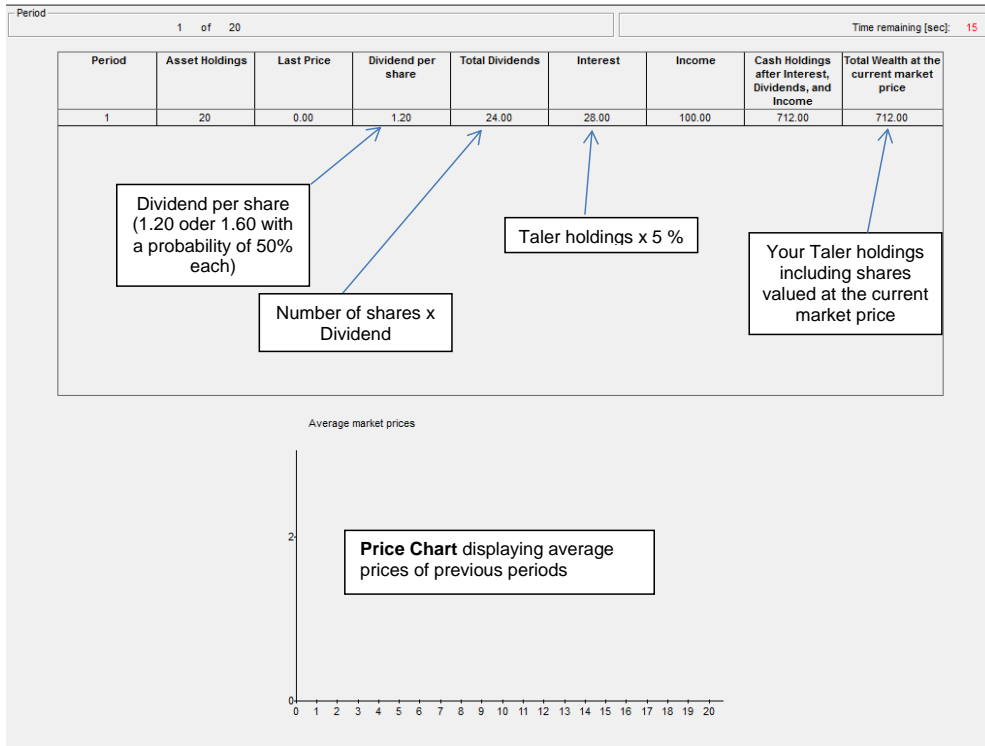 Period
1 of 20
Time remaining [sec]: 15
Period
Asset Holdings
Last Price
Dividend per
share
Total Dividends
Interest
Income
Cash Holdings
after Interest,
Dividends, and
Income
Total Wealth at the
current market
price
1 20 0.00 1.20 24.00 28.00 100.00 712.00 712.00
Dividend per share
(1.20 oder 1.60 with
a probability of 50%
each)
Number of shares x
Dividend
Taler holdings x 5 %
Your Taler holdings
including shares
valued at the current
market price
Average market prices
2
Price Chart displaying average
prices of previous periods
0
0 1 2 3 4 5 6 7 8 9 10 11 12 13 14 15 16 17 18 19 20